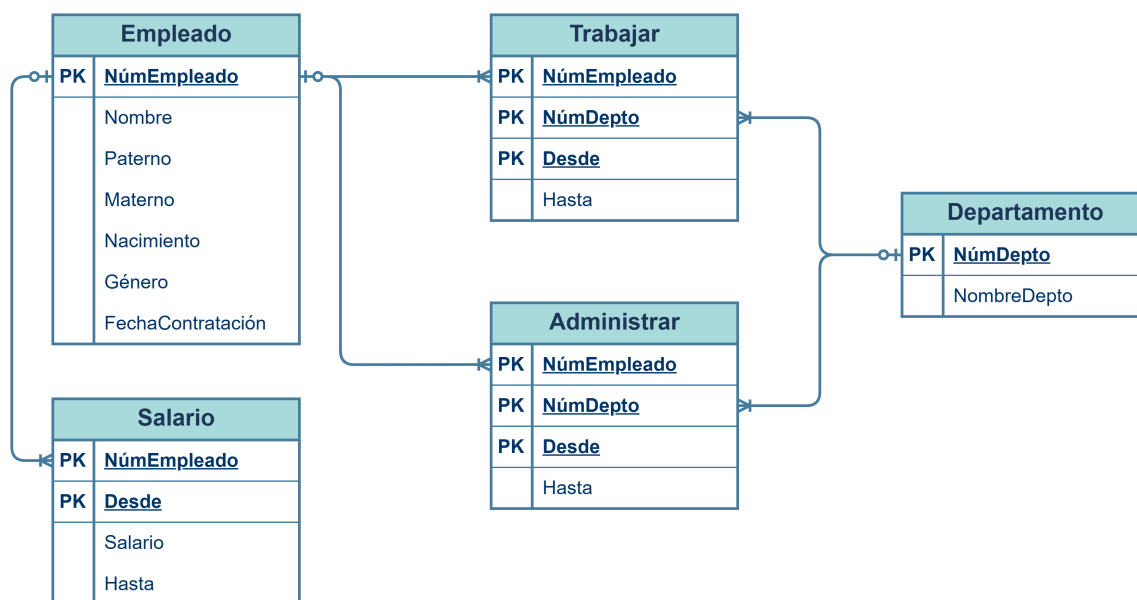 Empleado
PK NúmEmpleado
Nombre
Paterno
Materno
Nacimiento
Género
FechaContratación
Trabajar
PK NúmEmpleado
PK NúmDepto
PK Desde
Hasta
Departamento
PK NúmDepto
NombreDepto
Administrar
PK NúmEmpleado
PK NúmDepto
PK Desde
Hasta
Salario
PK NúmEmpleado
PK Desde
Salario
Hasta